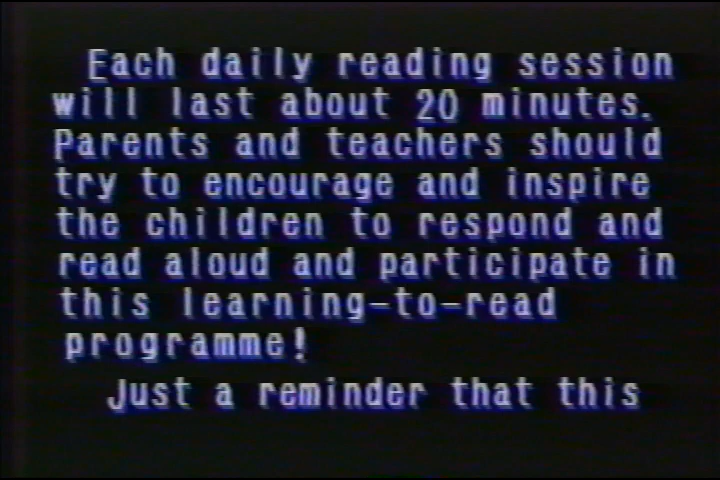 Each daily reading session
will last about 20 minutes.
Parents and teachers should
try to encourage and inspire
the children to respond and
read aloud and participate in
this learning-to-read
programme!
Just a reminder that this